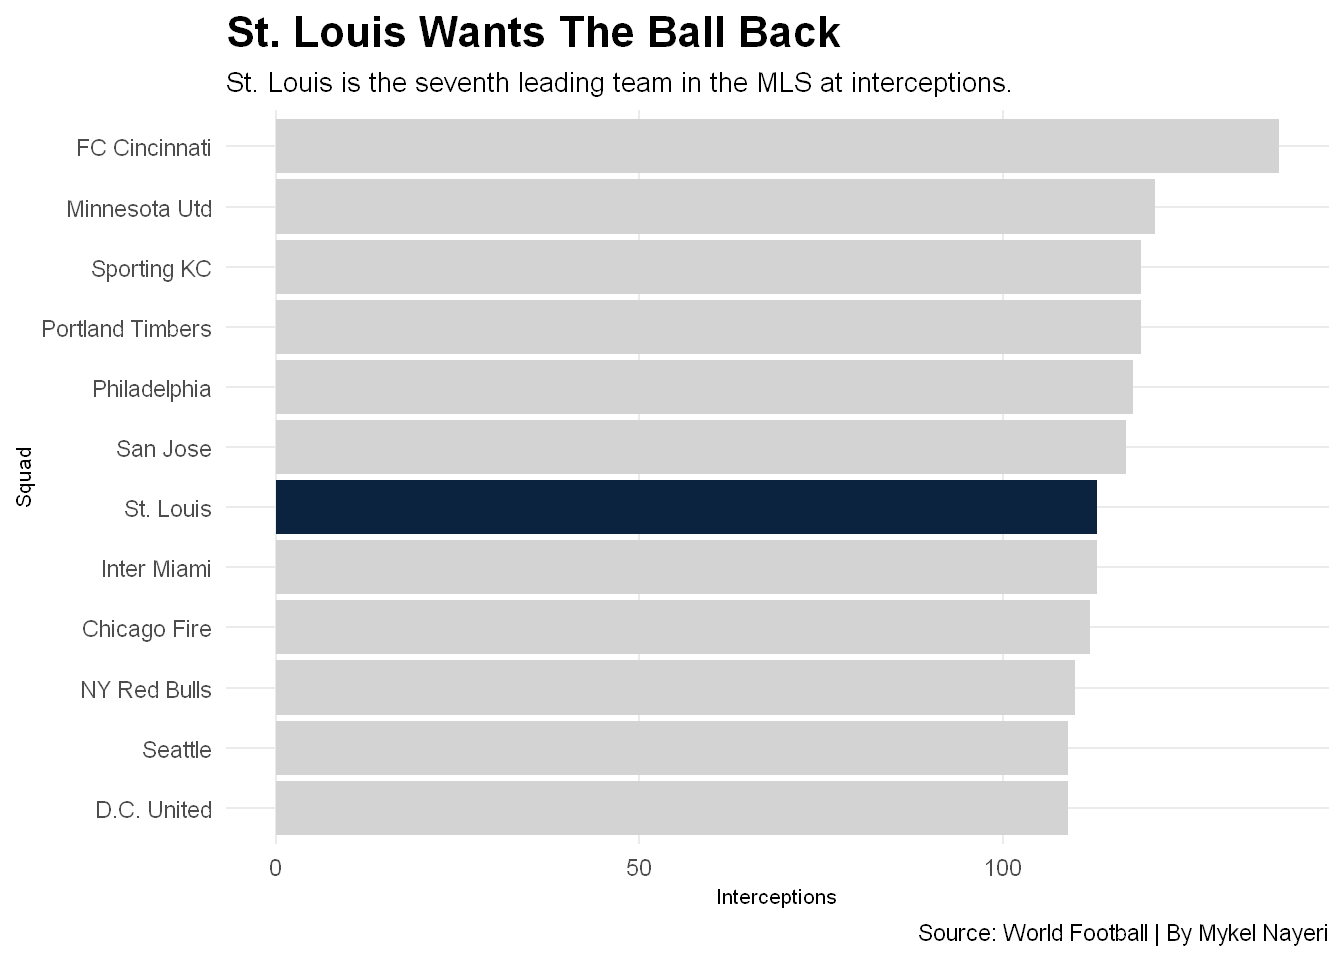 St. Louis Wants The Ball Back
St. Louis is the seventh leading team in the MLS at interceptions.
FC Cincinnati
Minnesota Utd
Sporting KC
Portland Timbers
Philadelphia
San Jose
St. Louis
Inter Miami
Chicago Fire
NY Red Bulls
Seattle
D.C. United
Squad
0 50 100
Interceptions
Source: World Football | By Mykel Nayeri